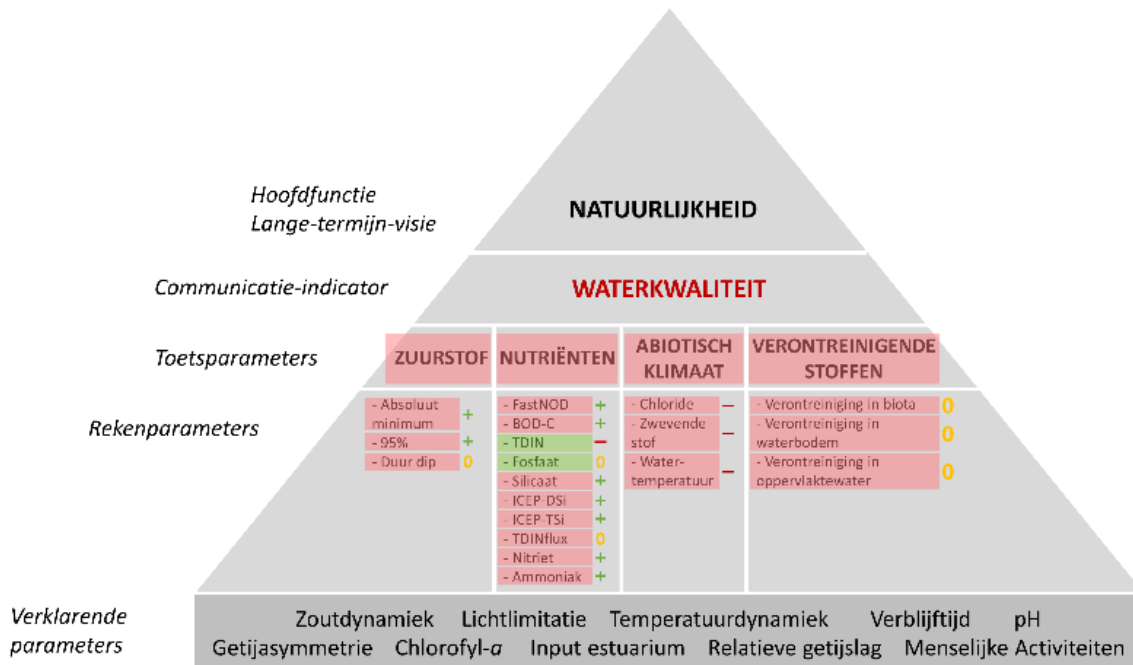 Hoofdfunctie
Lange-termijn-visie
NATUURLIJKHEID
Communicatie-indicator
WATERKWALITEIT
Toetsparameters
ZUURSTOF
NUTRIËNTEN
ABIOTISCH
KLIMAAT
VERONTREINIGENDE
STOFFEN
Rekenparameters
- Absoluut
minimum +
- 95% +
- Duur dip 0
- FastNOD +
- BOD-C +
- TDIN –
- Fosfaat 0
- Silicaat +
- ICEP-DSi +
- ICEP-TSi +
- TDINflux 0
- Nitriet +
- Ammoniak +
- Chloride –
- Zwevende
stof –
- Water-
temperatuur –
- Verontreiniging in biota 0
- Verontreiniging in
waterbodem 0
- Verontreiniging in
oppervlaktewater 0
Verklarende
parameters
Zoutdynamiek Lichtlimitatie Temperatuurdynamiek Verblijftijd pH
Getijasymmetrie Chlorofyl-a Input estuarium Relatieve getijslag Menselijke Activiteiten